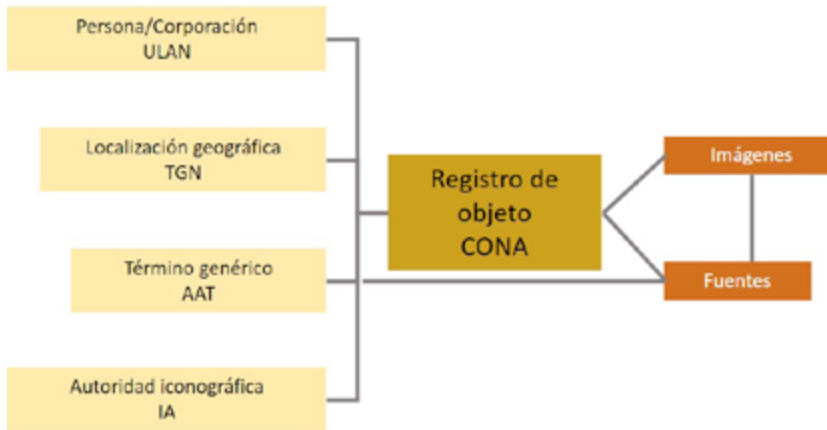 Persona/Corporación
ULAN
Localización geográfica
TGN
Término genérico
AAT
Autoridad iconográfica
IA
Registro de
objeto
CONA
Imágenes
Fuentes